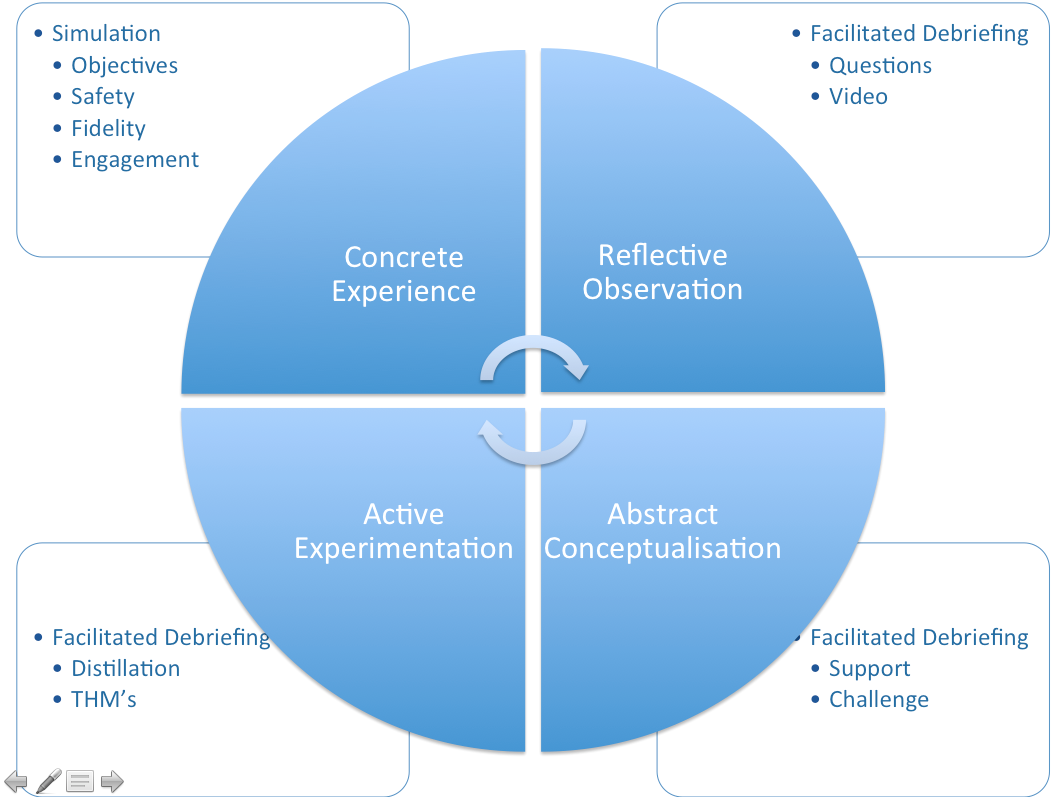 • Simulation
• Objectives
• Safety
• Fidelity
• Engagement
• Facilitated Debriefing
• Questions
• Video
Concrete
Experience
Reflective
Observation
Active
Experimentation
Abstract
Conceptualisation
• Facilitated Debriefing
• Distillation
• THM's
• Facilitated Debriefing
• Support
• Challenge